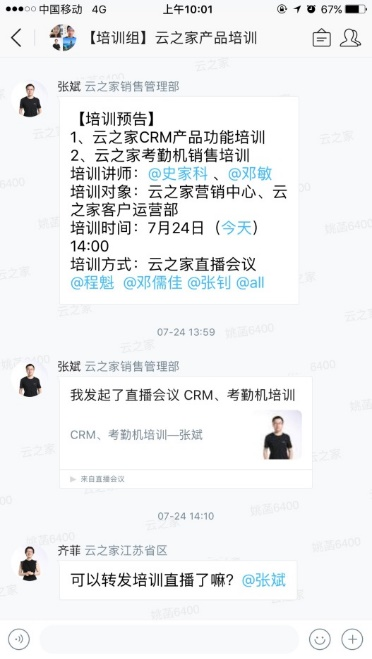 中国移动 4G 上午10:01 67%
【培训组】云之家产品培训
张斌 云之家销售管理部
【培训预告】
1、云之家CRM产品功能培训
2、云之家考勤机销售培训
培训讲师：@史家科 、@邓敏
培训对象：云之家营销中心、云
之家客户运营部
培训时间：7月24日（今天）
14:00
培训方式：云之家直播会议
@程魁 @邓儒佳 @张钊 @all
07-24 13:59
张斌 云之家销售管理部
我发起了直播会议 CRM、考勤机培训
CRM、考勤机培训—张斌
来自直播会议
07-24 14:10
齐菲 云之家江苏省区
可以转发培训直播了嘛？@张斌